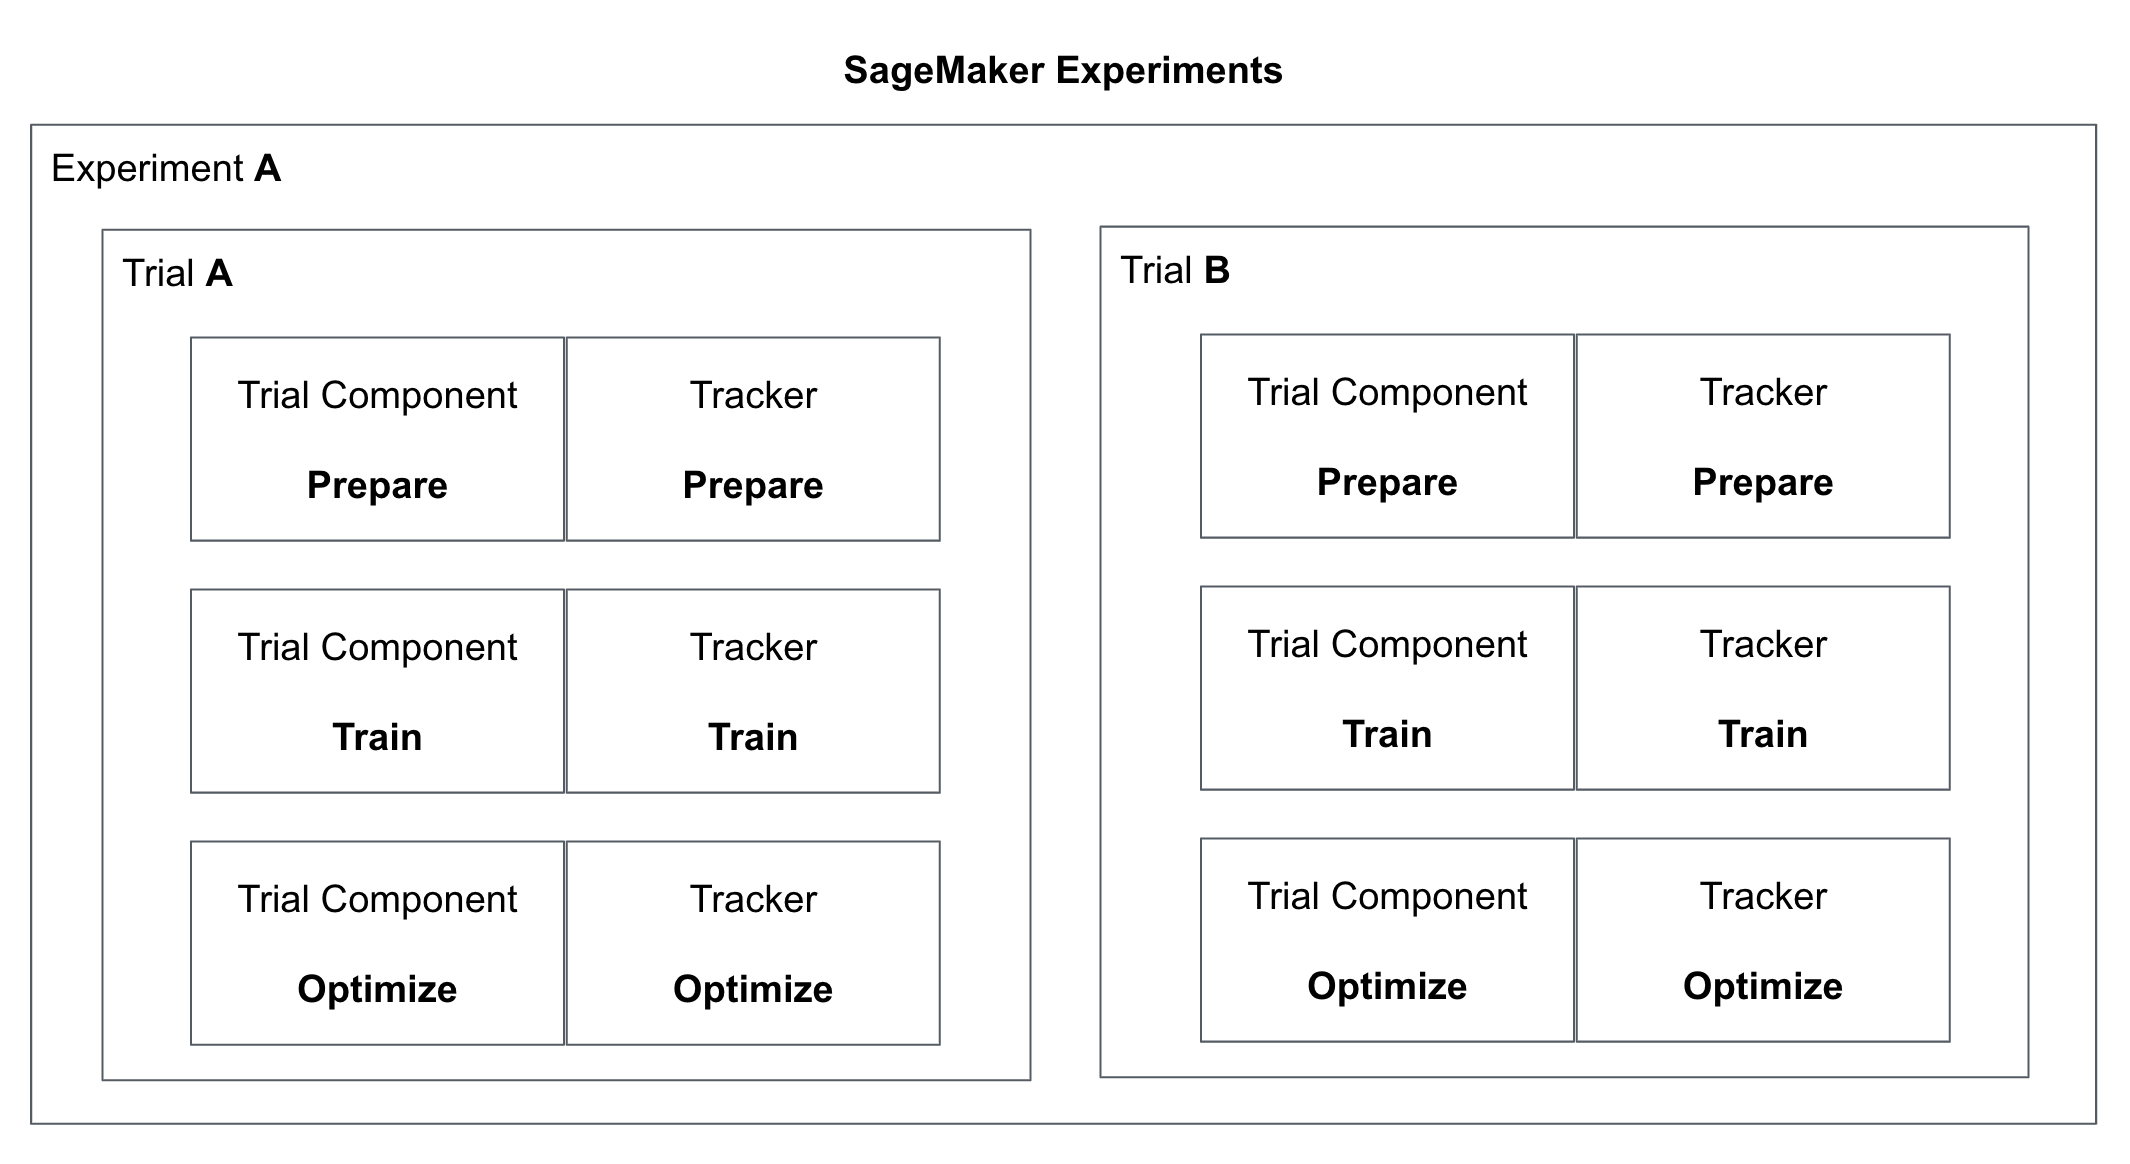 SageMaker Experiments
Experiment A
Trial A
Trial Component
Prepare
Tracker
Prepare
Trial Component
Train
Tracker
Train
Trial Component
Optimize
Tracker
Optimize
Trial B
Trial Component
Prepare
Tracker
Prepare
Trial Component
Train
Tracker
Train
Trial Component
Optimize
Tracker
Optimize